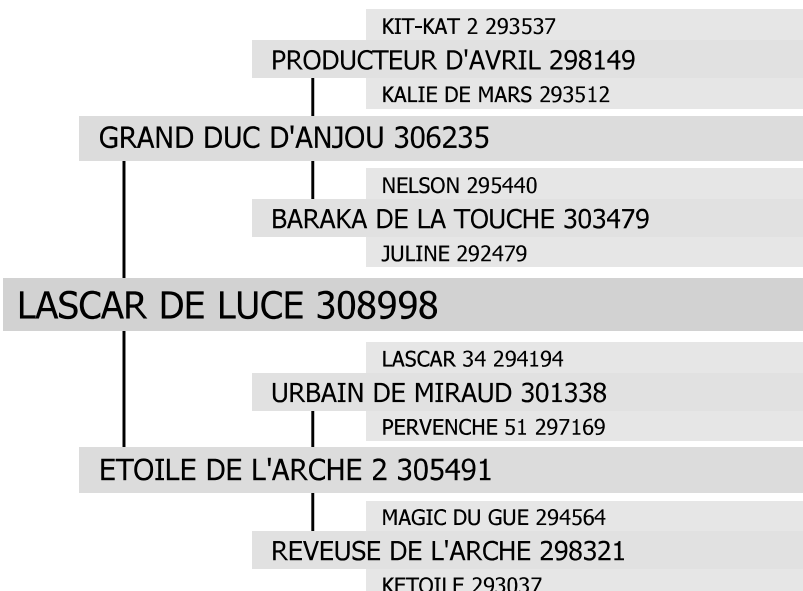 KIT-KAT 2 293537
PRODUCTEUR D'AVRIL 298149
KALIE DE MARS 293512
GRAND DUC D'ANJOU 306235
NELSON 295440
BARAKA DE LA TOUCHE 303479
JULINE 292479
LASCAR DE LUCE 308998
LASCAR 34 294194
URBAIN DE MIRAUD 301338
PERVENCHE 51 297169
ETOILE DE L'ARCHE 2 305491
MAGIC DU GUE 294564
REVEUSE DE L'ARCHE 298321
KETOILE 293037